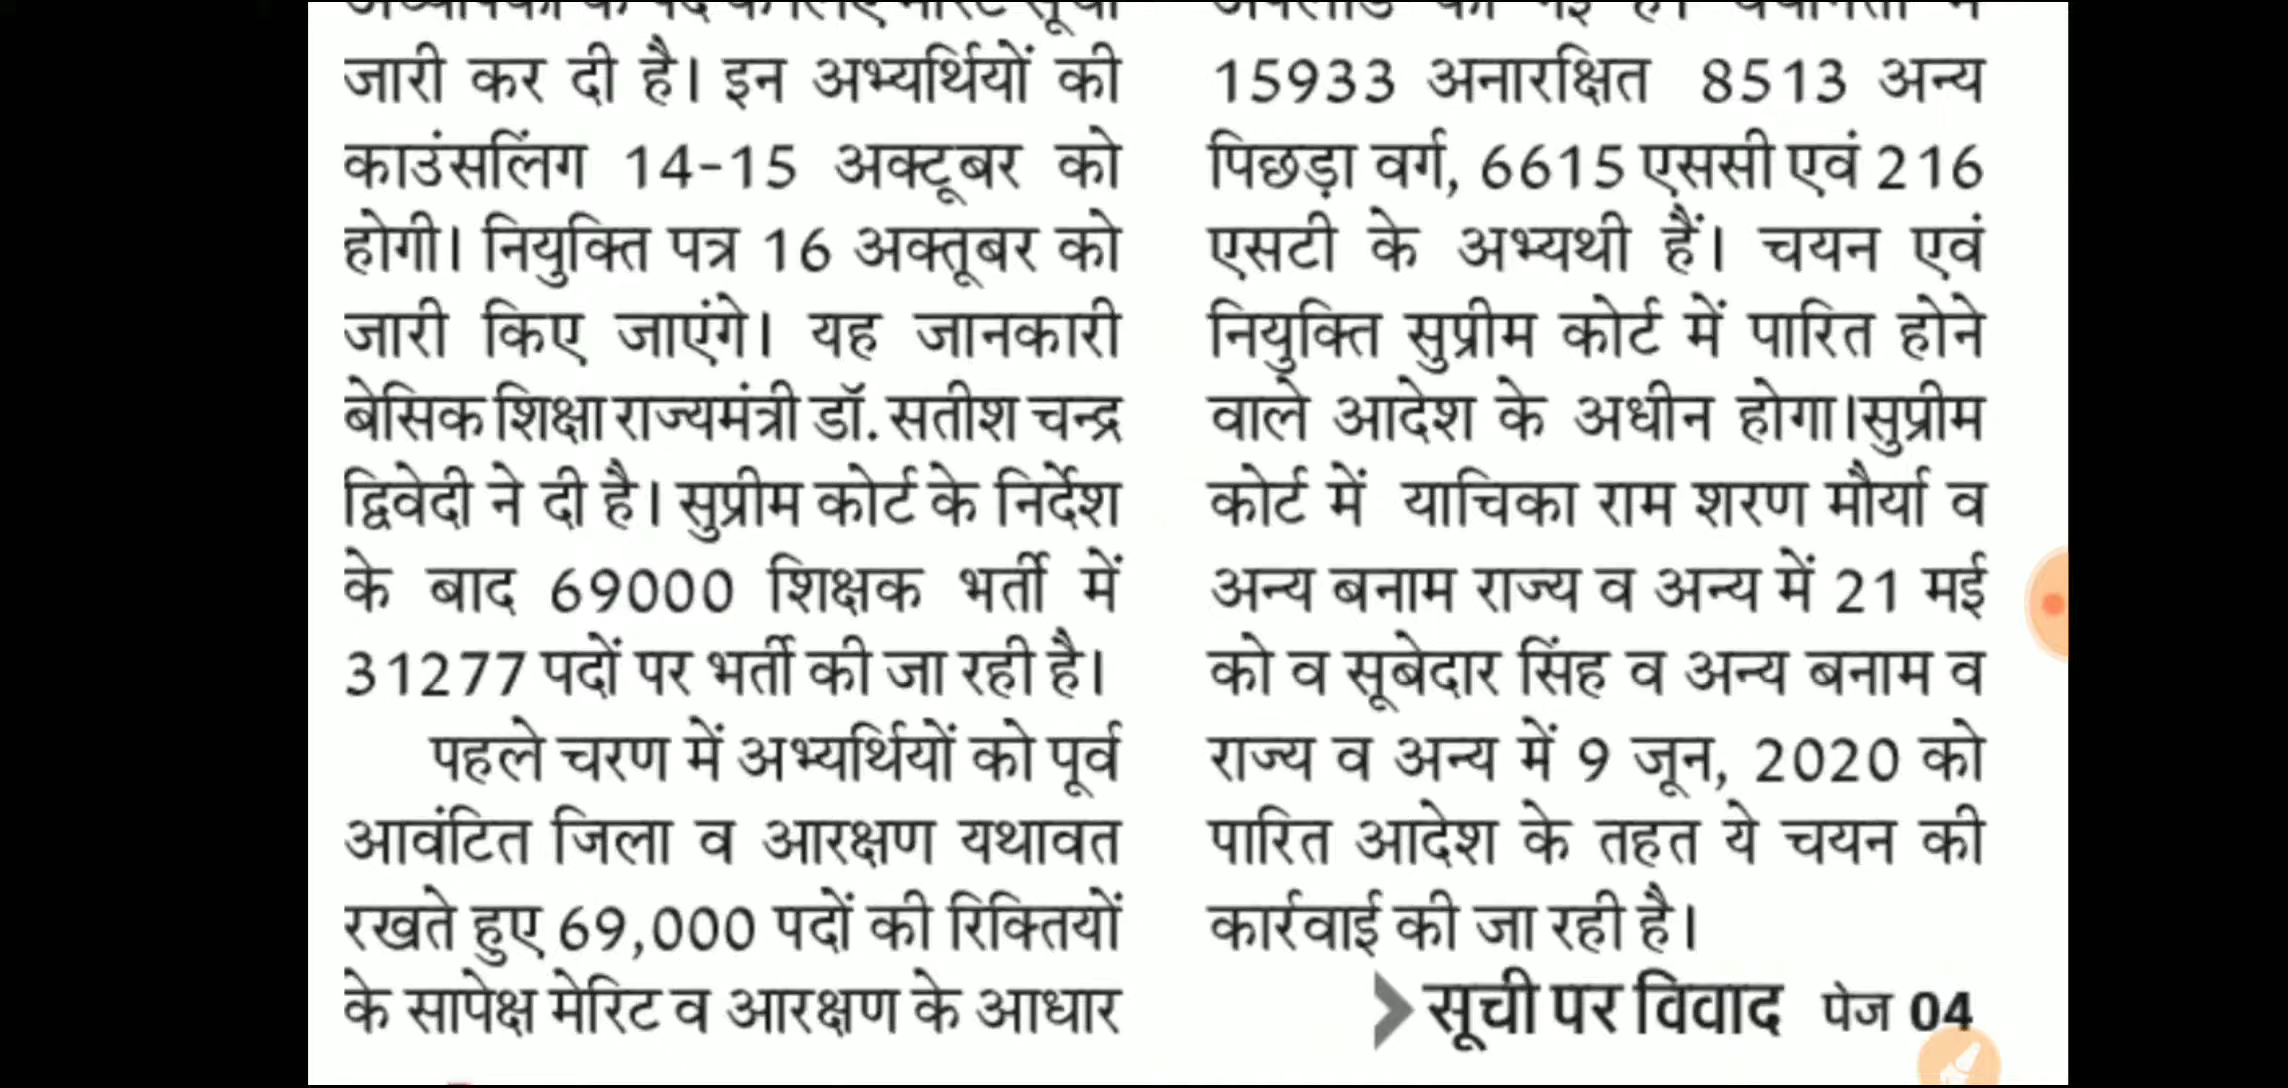 जारी कर दी है। इन अभ्यर्थियों की
काउंसलिंग 14-15 अक्टूबर को
होगी। नियुक्ति पत्र 16 अक्तूबर को
जारी किए जाएंगे। यह जानकारी
बेसिक शिक्षा राज्यमंत्री डॉ. सतीश चन्द्र
द्विवेदी ने दी है। सुप्रीम कोर्ट के निर्देश
के बाद 69000 शिक्षक भर्ती में
31277 पदों पर भर्ती की जा रही है।
पहले चरण में अभ्यर्थियों को पूर्व
आवंटित जिला व आरक्षण यथावत
रखते हुए 69,000 पदों की रिक्तियों
के सापेक्ष मेरिट व आरक्षण के आधार
15933 अनारक्षित 8513 अन्य
पिछड़ा वर्ग, 6615 एससी एवं 216
एसटी के अभ्यथी हैं। चयन एवं
नियुक्ति सुप्रीम कोर्ट में पारित होने
वाले आदेश के अधीन होगा।सुप्रीम
कोर्ट में याचिका राम शरण मौर्या व
अन्य बनाम राज्य व अन्य में 21 मई
को व सूबेदार सिंह व अन्य बनाम व
राज्य व अन्य में 9 जून, 2020 को
पारित आदेश के तहत ये चयन की
कार्रवाई की जा रही है।
सूची पर विवाद पेज 04